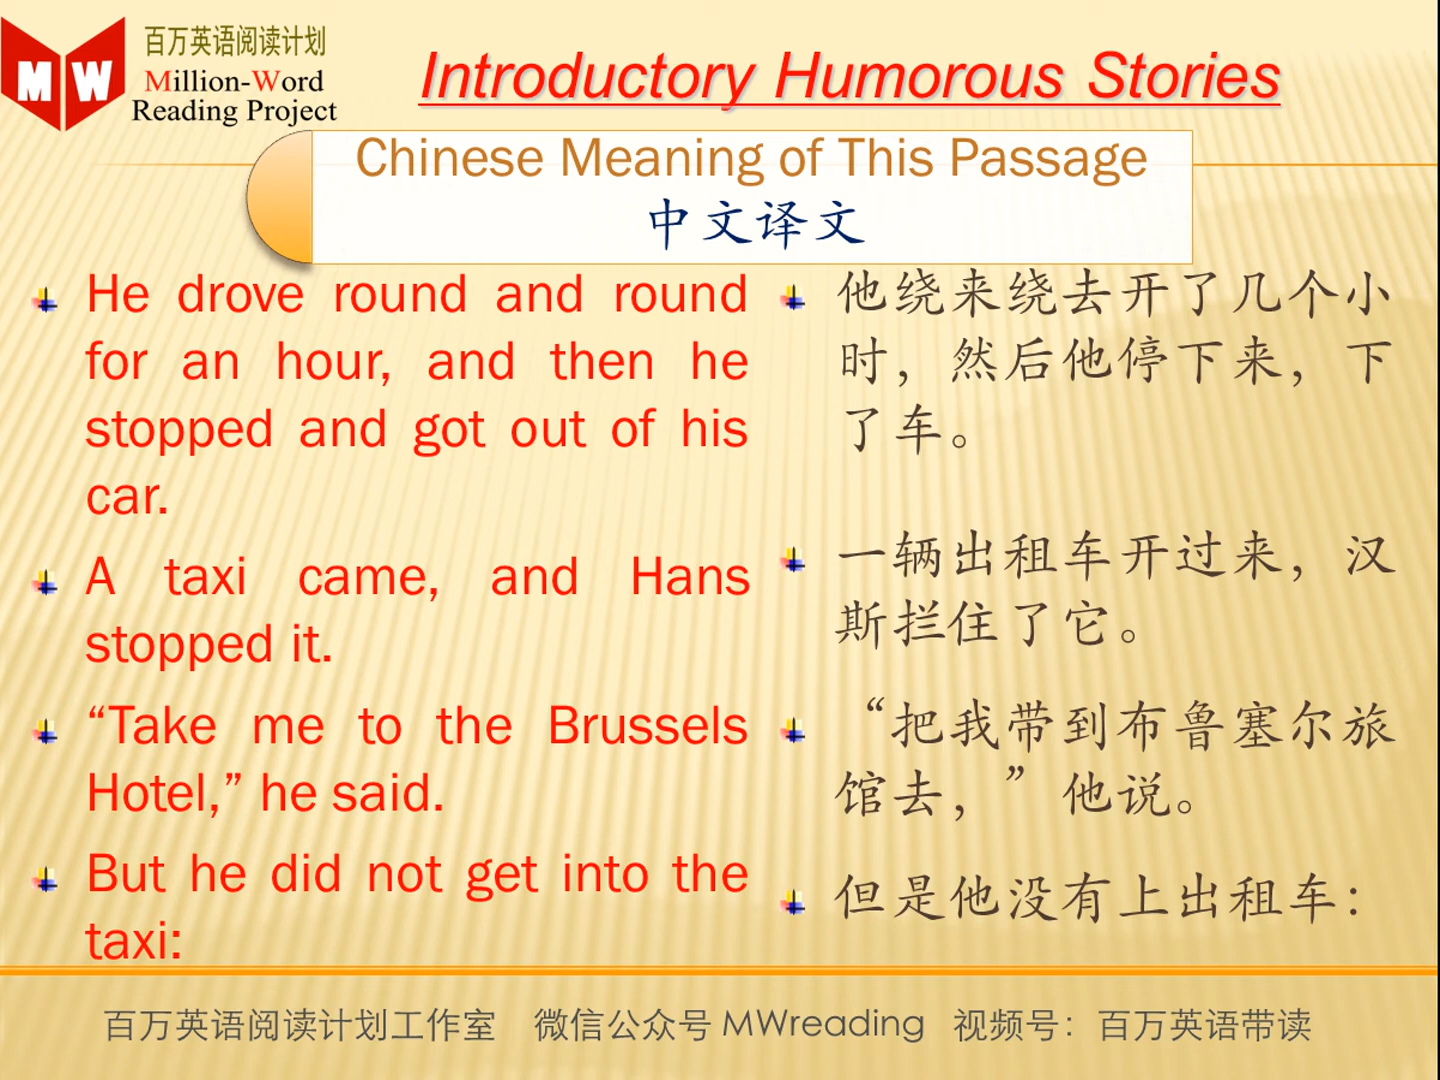 百万英语阅读计划
MW
Million-Word
Reading Project
Introductory Humorous Stories
Chinese Meaning of This Passage
中文译文
He drove round and round
for an hour, and then he
stopped and got out of his
car.
A taxi came, and Hans
stopped it.
“Take me to the Brussels
Hotel,” he said.
But he did not get into the
taxi:
他绕来绕去开了几个小
时，然后他停下来，下
了车。
一辆出租车开过来，汉
斯拦住了它。
“把我带到布鲁塞尔旅
馆去，”他说。
但是他没有上出租车：
百万英语阅读计划工作室 微信公众号 MWreading 视频号：百万英语带读